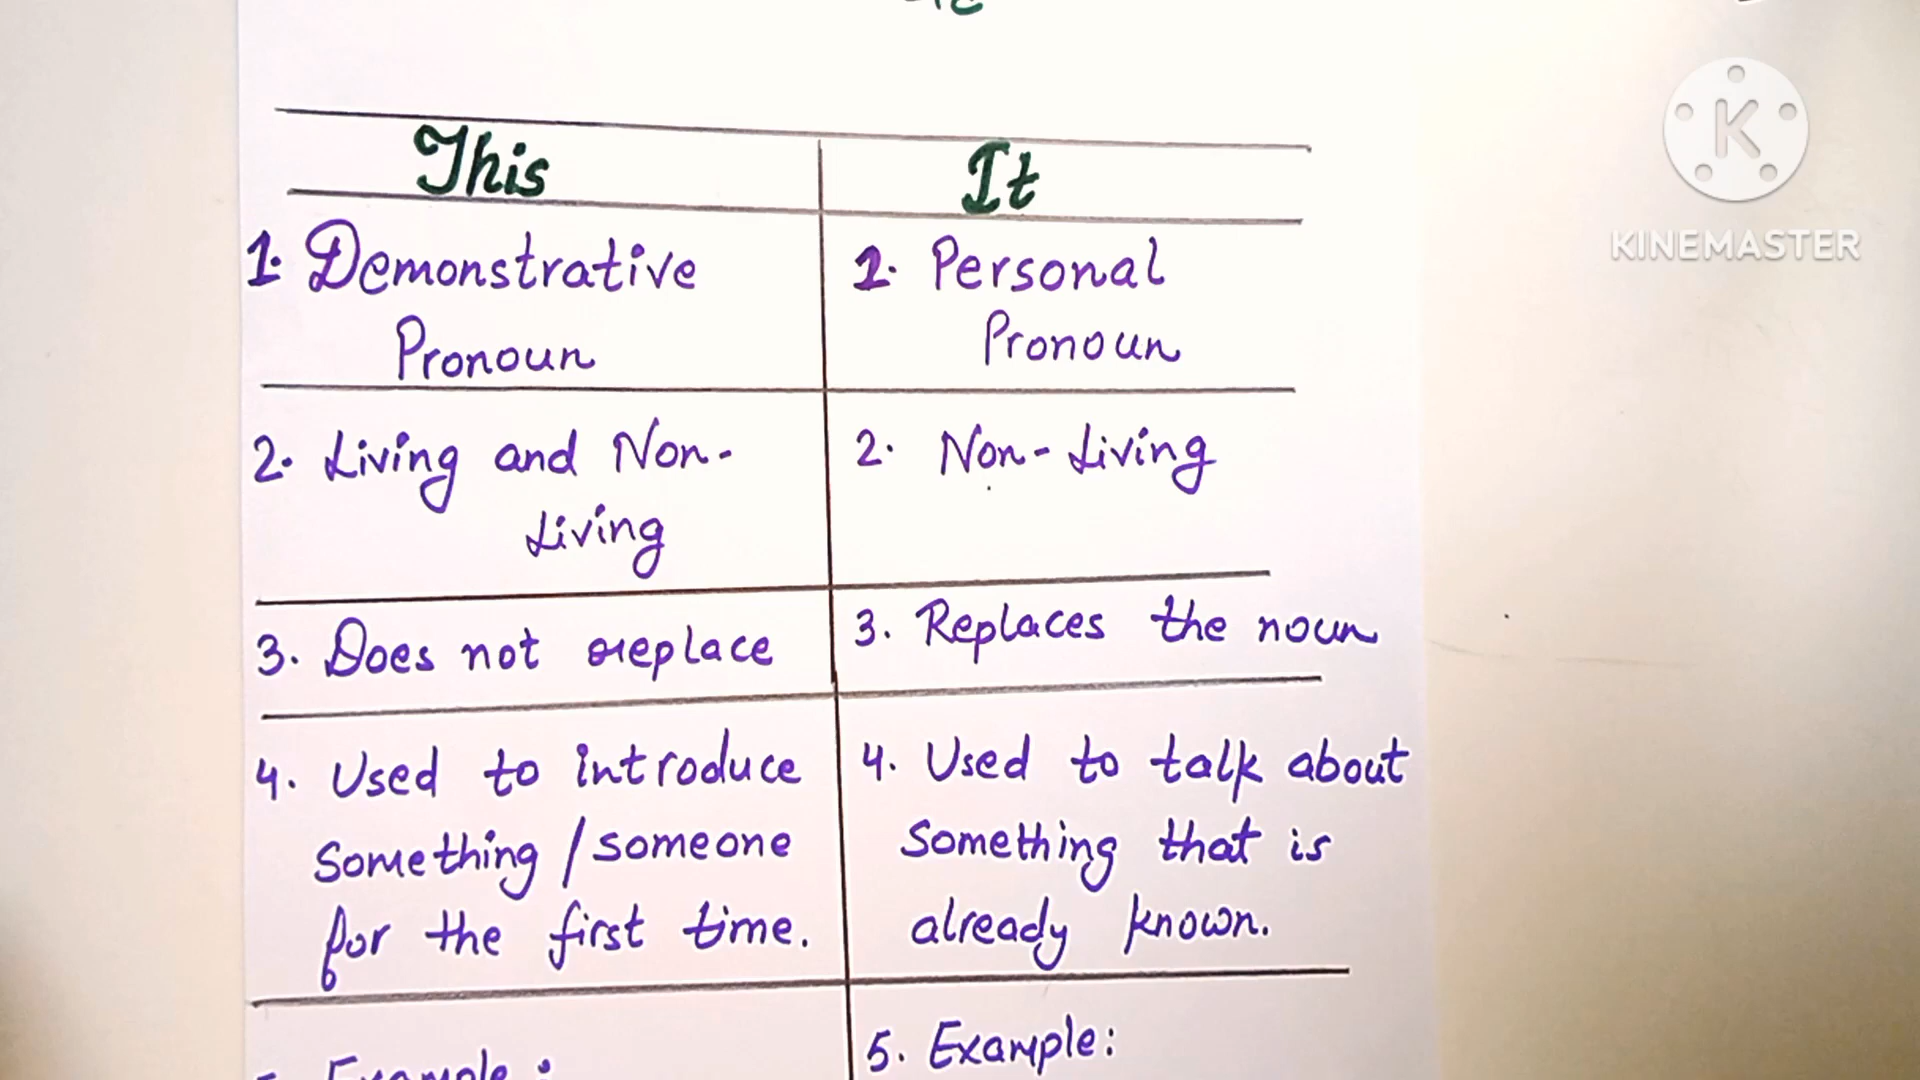 This
It
1. Demonstrative
Pronoun
1. Personal
Pronoun
2. Living and Non-
Living
2. Non-Living
3. Does not replace
3. Replaces the noun
4. Used to introduce
Something / someone
for the first time.
4. Used to talk about
Something that is
already known.
Example:
5. Example:
K
KINEMASTER